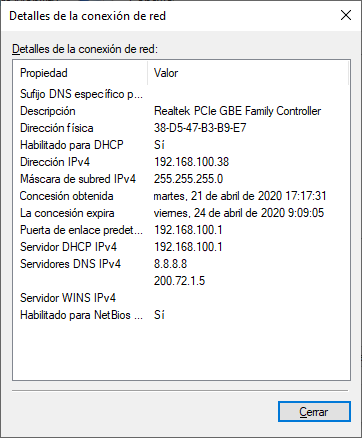 Detalles de la conexión de red
Detalles de la conexión de red:
Propiedad Valor
Sufijo DNS específico p...
Descripción Realtek PCIe GBE Family Controller
Dirección física 38-D5-47-B3-B9-E7
Habilitado para DHCP Sí
Dirección IPv4 192.168.100.38
Máscara de subred IPv4 255.255.255.0
Concesión obtenida martes, 21 de abril de 2020 17:17:31
La concesión expira viernes, 24 de abril de 2020 9:09:05
Puerta de enlace predet... 192.168.100.1
Servidor DHCP IPv4 192.168.100.1
Servidores DNS IPv4 8.8.8.8
200.72.1.5
Servidor WINS IPv4
Habilitado para NetBios ... Sí
Cerrar